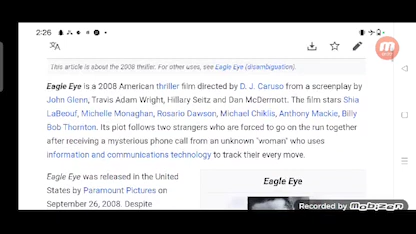 2:26
This article is about the 2008 thriller. For other uses, see Eagle Eye (disambiguation).
Eagle Eye is a 2008 American thriller film directed by D. J. Caruso from a screenplay by
John Glenn, Travis Adam Wright, Hillary Seitz and Dan McDermott. The film stars Shia
LaBeouf, Michelle Monaghan, Rosario Dawson, Michael Chiklis, Anthony Mackie, Billy
Bob Thornton. Its plot follows two strangers who are forced to go on the run together
after receiving a mysterious phone call from an unknown 'woman' who uses
information and communications technology to track their every move.
Eagle Eye was released in the United
States by Paramount Pictures on
September 26, 2008. Despite
Eagle Eye
Recorded by Mobizen